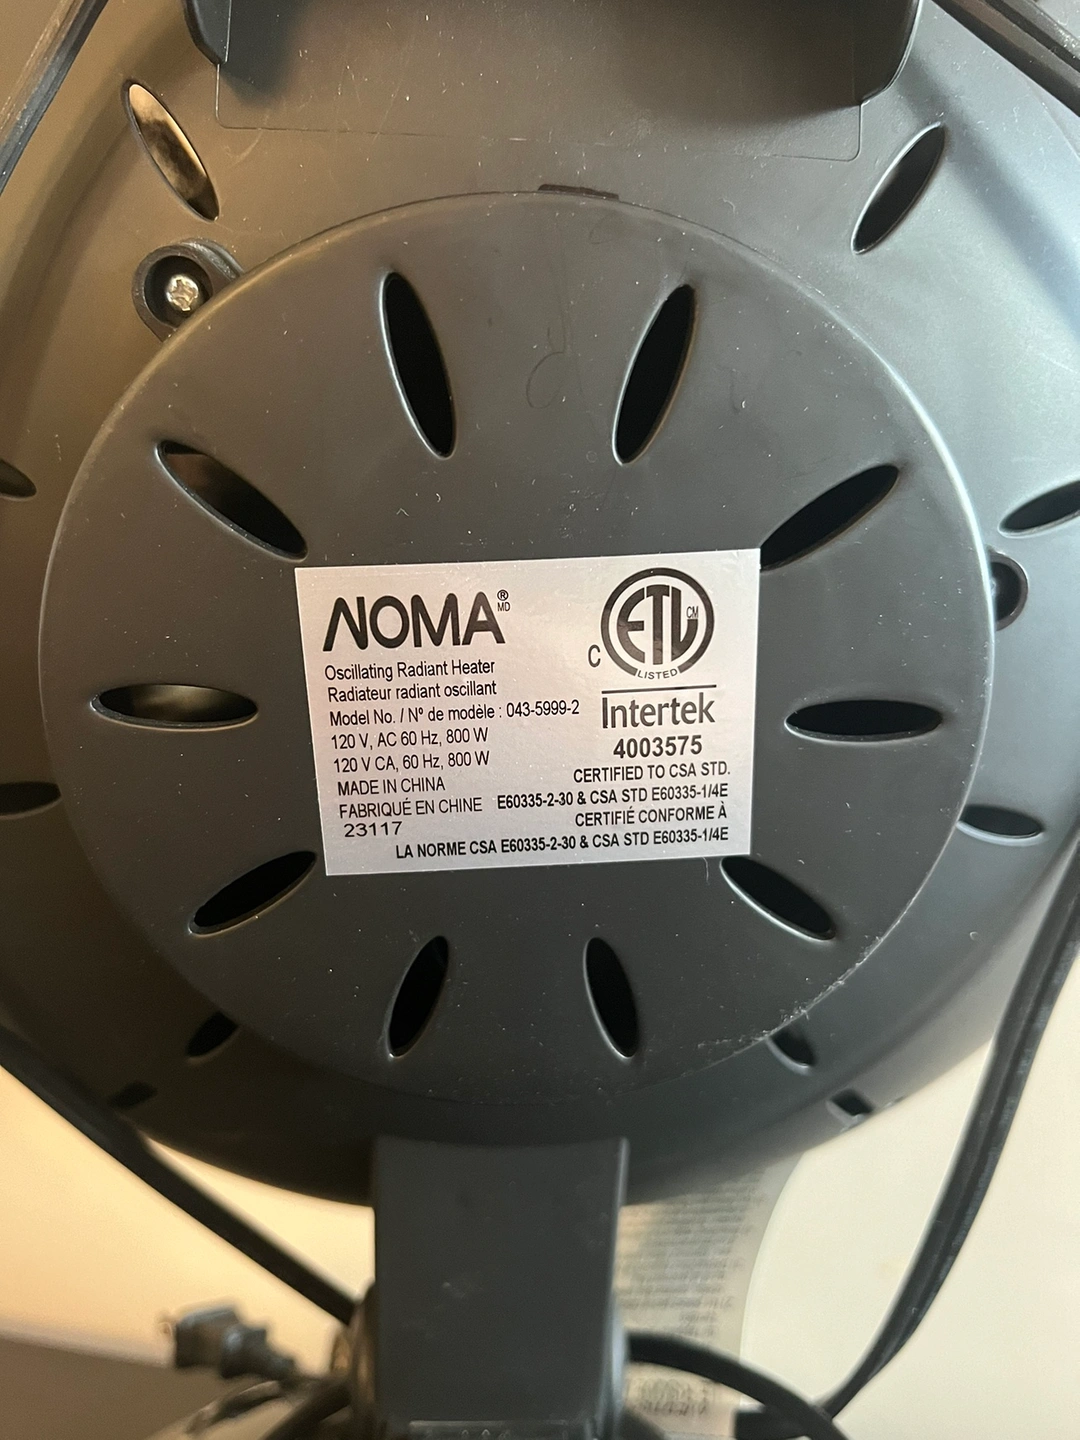 NOMA® MD
Oscillating Radiant Heater
Radiateur radiant oscillant
Model No. / Nº de modèle : 043-5999-2
120 V, AC 60 Hz, 800 W
120 V CA, 60 Hz, 800 W
MADE IN CHINA
FABRIQUÉ EN CHINE
23117
C ETL CM
LISTED
Intertek
4003575
CERTIFIED TO CSA STD.
E60335-2-30 & CSA STD E60335-1/4E
CERTIFIÉ CONFORME À
LA NORME CSA E60335-2-30 & CSA STD E60335-1/4E